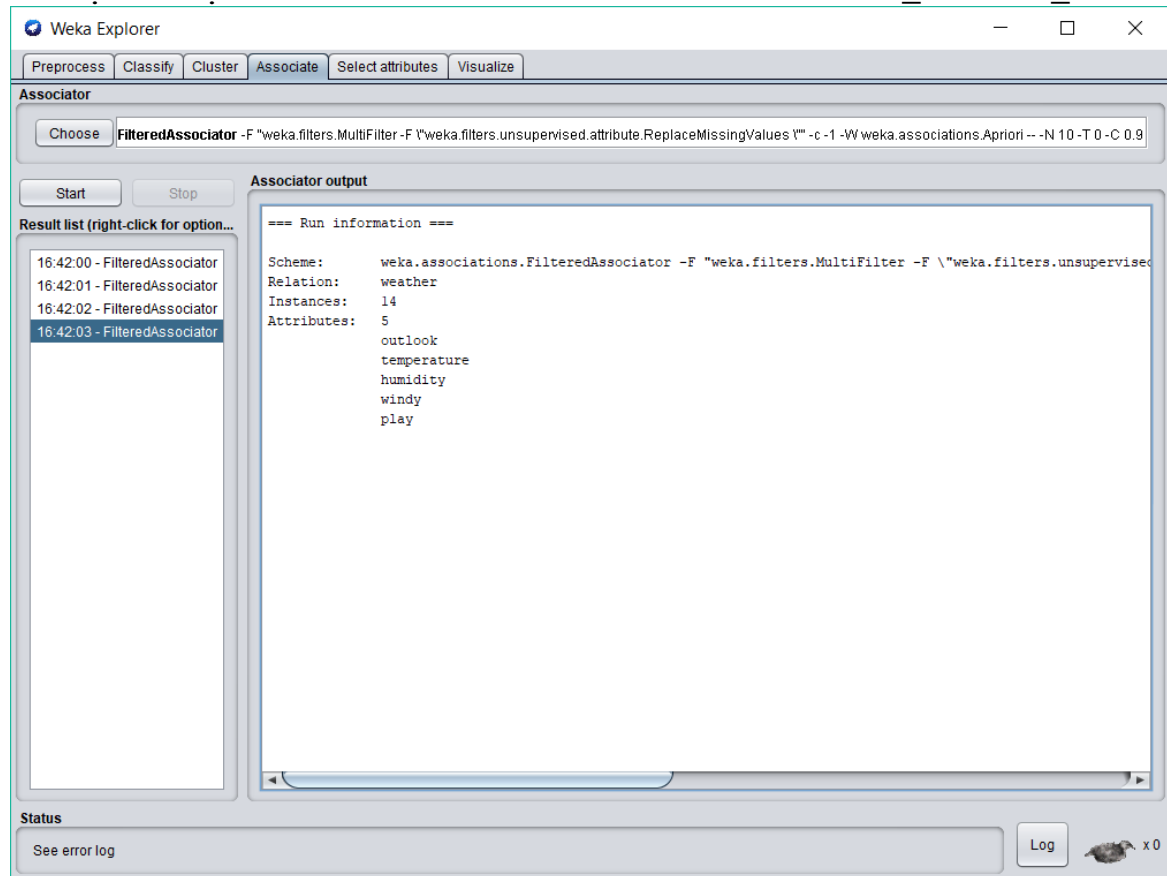 Weka Explorer
Preprocess Classify Cluster Associate Select attributes Visualize
Associator
Choose FilteredAssociator -F "weka.filters.MultiFilter -F \"weka.filters.unsupervised.attribute.ReplaceMissingValues \"" -c -1 -W weka.associations.Apriori -- -N 10 -T 0 -C 0.9
Start Stop
Result list (right-click for option...
16:42:00 - FilteredAssociator
16:42:01 - FilteredAssociator
16:42:02 - FilteredAssociator
16:42:03 - FilteredAssociator
Associator output
=== Run information ===
Scheme: weka.associations.FilteredAssociator -F "weka.filters.MultiFilter -F \"weka.filters.unsupervised
Relation: weather
Instances: 14
Attributes: 5
outlook
temperature
humidity
windy
play
Status
See error log
Log
x 0